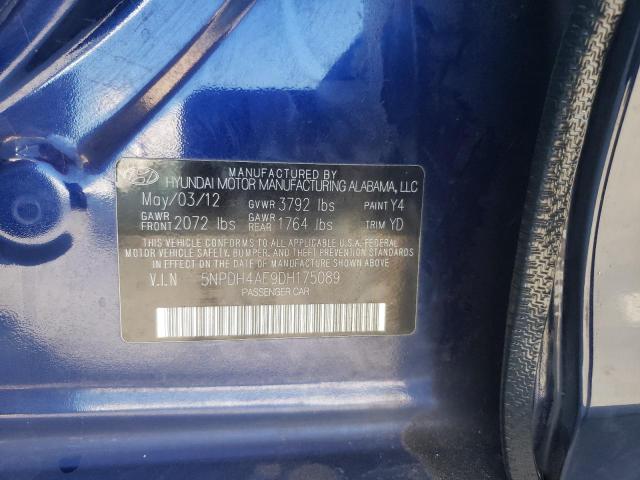 MANUFACTURED BY
HYUNDAI MOTOR MANUFACTURING ALABAMA, LLC
May/03/12 GVWR 3792 lbs PAINT Y4
GAWR FRONT 2072 lbs GAWR REAR 1764 lbs TRIM YD
THIS VEHICLE CONFORMS TO ALL APPLICABLE U.S.A. FEDERAL
MOTOR VEHICLE SAFETY, BUMPER, AND THEFT PREVENTION
STANDARDS IN EFFECT ON THE DATE OF MANUFACTURE SHOWN ABOVE.
V.I.N 5NPDH4AE9DH175089
PASSENGER CAR